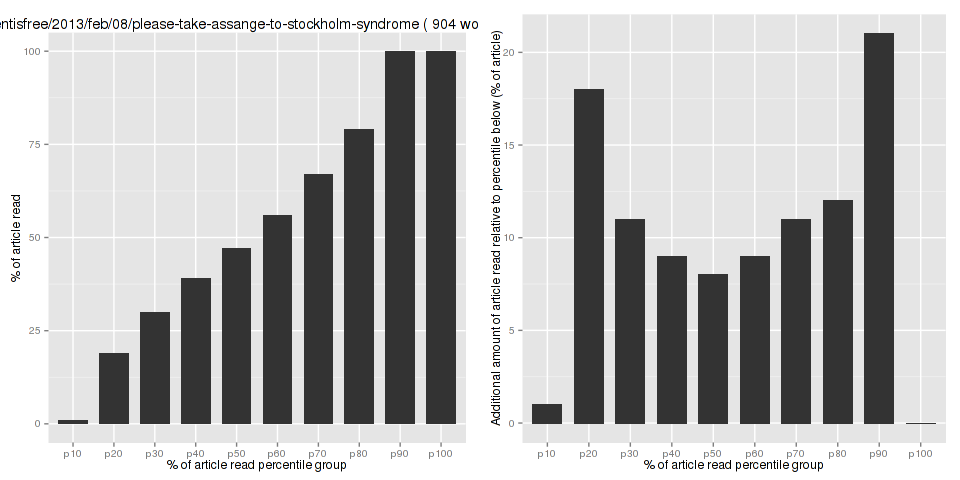 entisfree/2013/feb/08/please-take-assange-to-stockholm-syndrome ( 904 wo
% of article read
100
75
50
25
0
p10 p20 p30 p40 p50 p60 p70 p80 p90 p100
% of article read percentile group
Additional amount of article read relative to percentile below (% of article)
20
15
10
5
0
p10 p20 p30 p40 p50 p60 p70 p80 p90 p100
% of article read percentile group